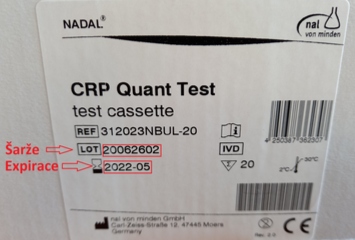 NADAL®
nal
von minden
CRP Quant Test
test cassette
REF 312023NBUL-20
Šarže
LOT 20062602
IVD
Expirace
2022-05
20
2°C
30°C
nal von minden GmbH
Carl-Zeiss-Straße 12, 47445 Moers
Germany